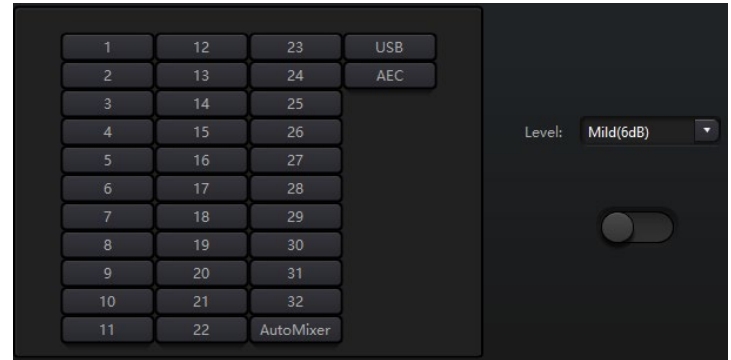 1 12 23 USB
2 13 24 AEC
3 14 25
4 15 26
5 16 27
6 17 28
7 18 29
8 19 30
9 20 31
10 21 32
11 22 AutoMixer
Level: Mild(6dB)